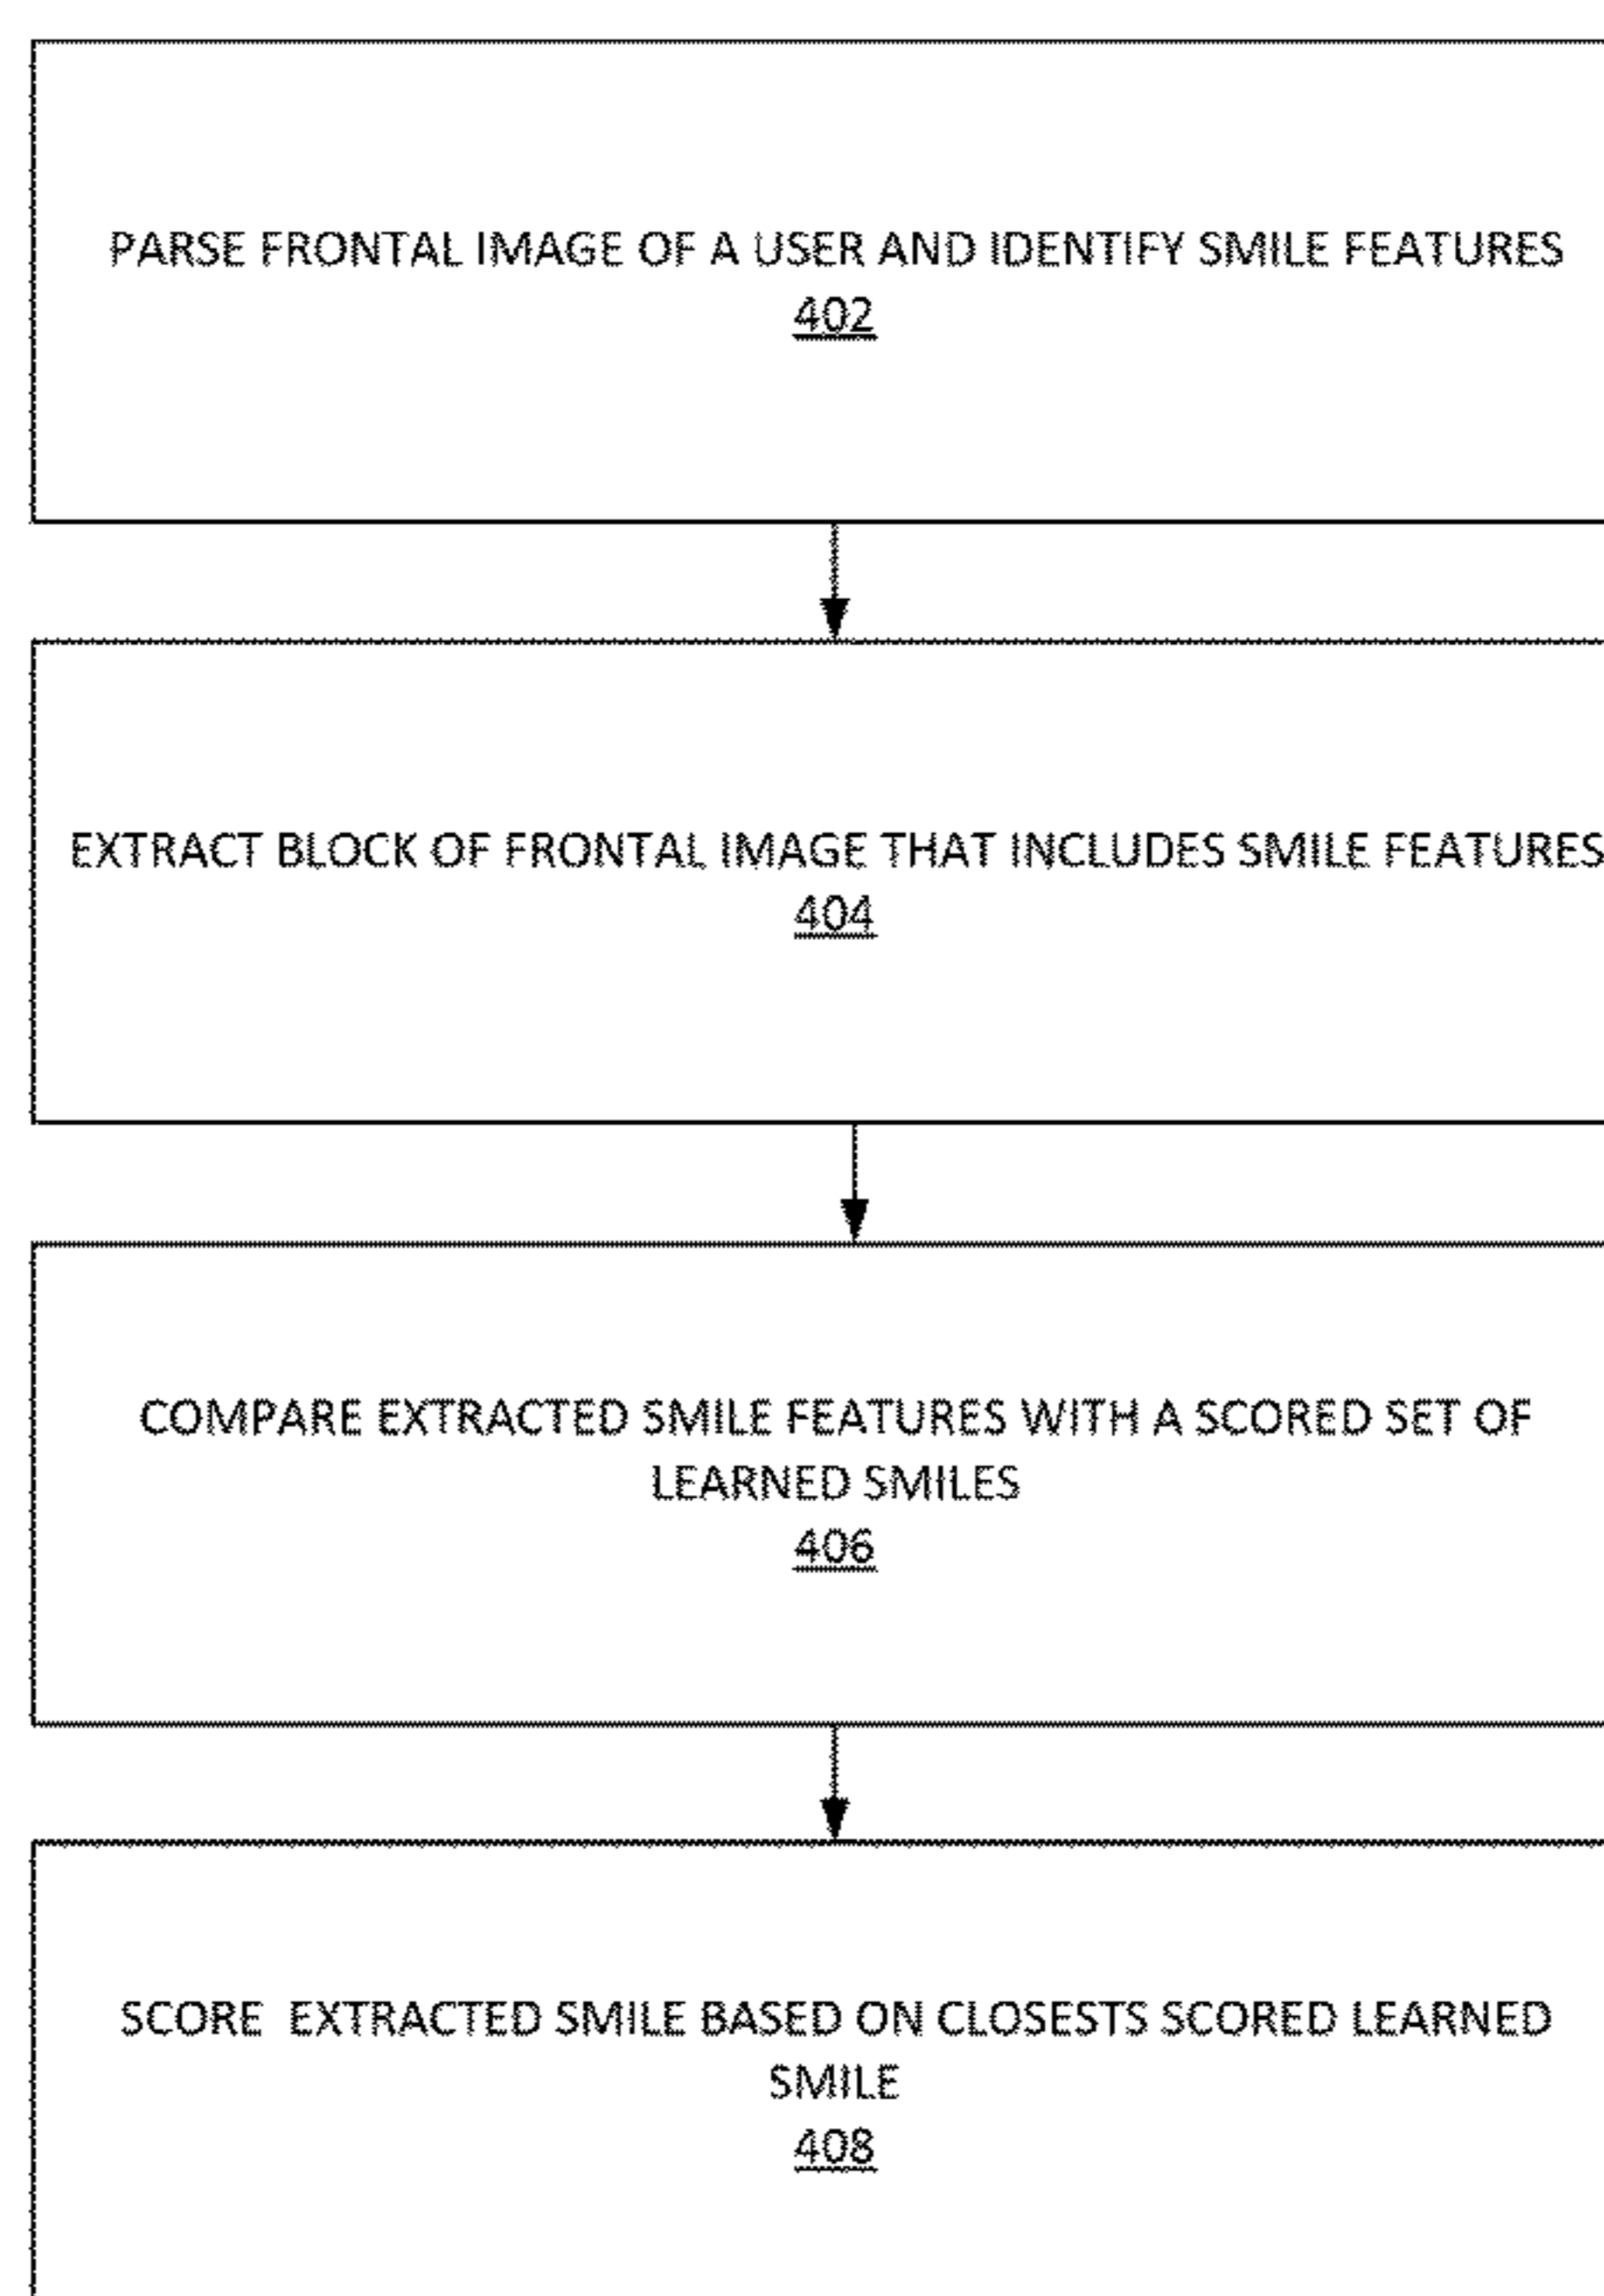 PARSE FRONTAL IMAGE OF A USER AND IDENTIFY SMILE FEATURES
402
EXTRACT BLOCK OF FRONTAL IMAGE THAT INCLUDES SMILE FEATURES
404
COMPARE EXTRACTED SMILE FEATURES WITH A SCORED SET OF
LEARNED SMILES
406
SCORE EXTRACTED SMILE BASED ON CLOSESTS SCORED LEARNED
SMILE
408